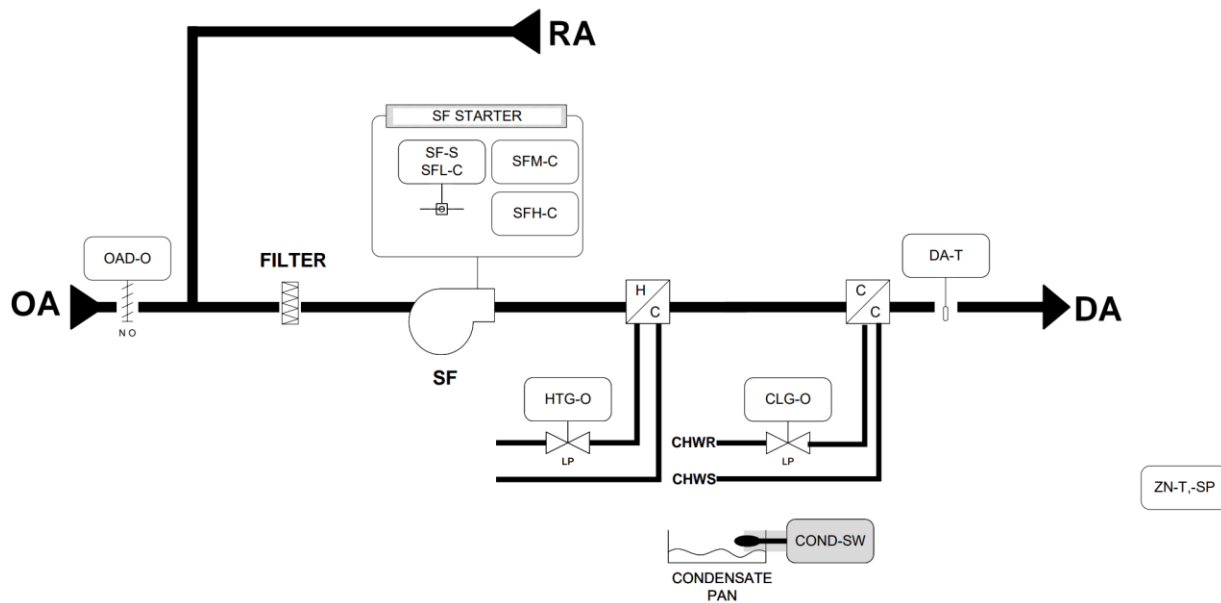 RA
SF STARTER
SF-S
SFL-C
SFM-C
SFH-C
OAD-O
FILTER
DA-T
H
C
C
C
OA
DA
N O
SF
HTG-O
CLG-O
CHWR
LP
LP
CHWS
ZN-T,-SP
COND-SW
CONDENSATE
PAN